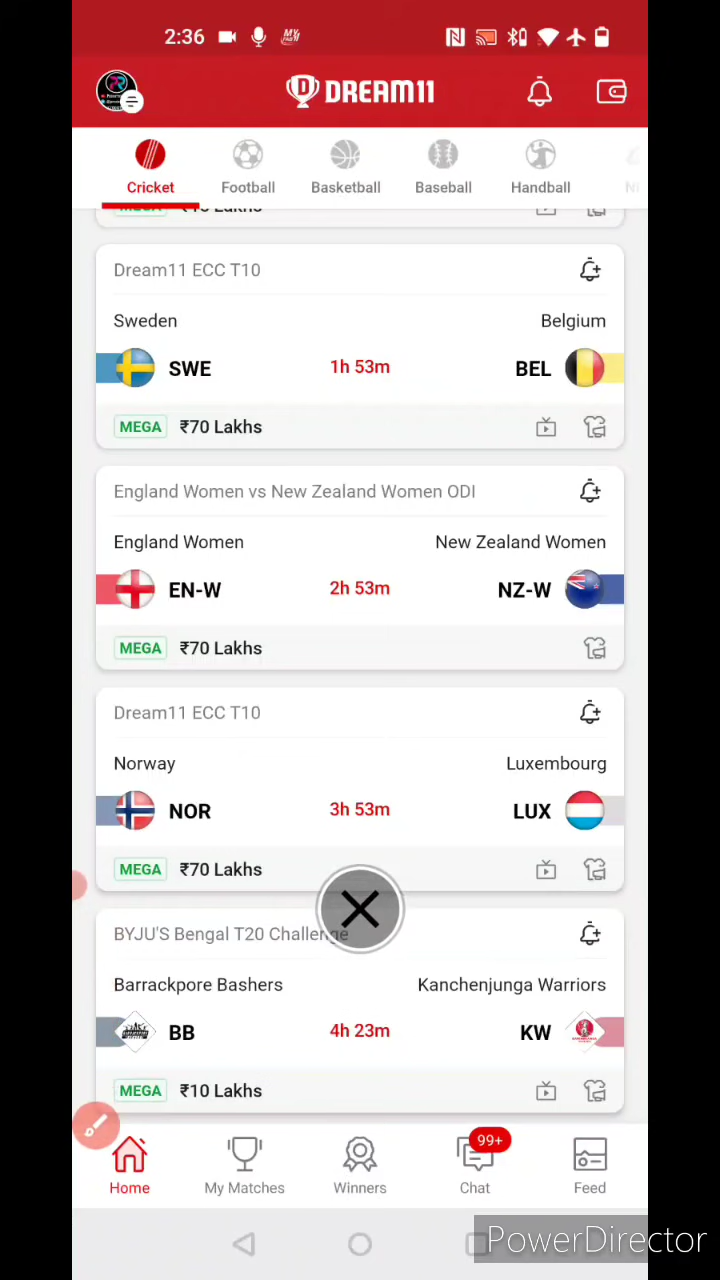 2:36
DREAM11
Cricket
Football
Basketball
Baseball
Handball
Dream11 ECC T10
Sweden
Belgium
SWE
1h 53m
BEL
MEGA
₹70 Lakhs
England Women vs New Zealand Women ODI
England Women
New Zealand Women
EN-W
2h 53m
NZ-W
MEGA
₹70 Lakhs
Dream11 ECC T10
Norway
Luxembourg
NOR
3h 53m
LUX
MEGA
₹70 Lakhs
BYJU'S Bengal T20 Challenge
Barrackpore Bashers
Kanchenjunga Warriors
BB
4h 23m
KW
MEGA
₹10 Lakhs
Home
My Matches
Winners
99+
Chat
Feed
PowerDirector